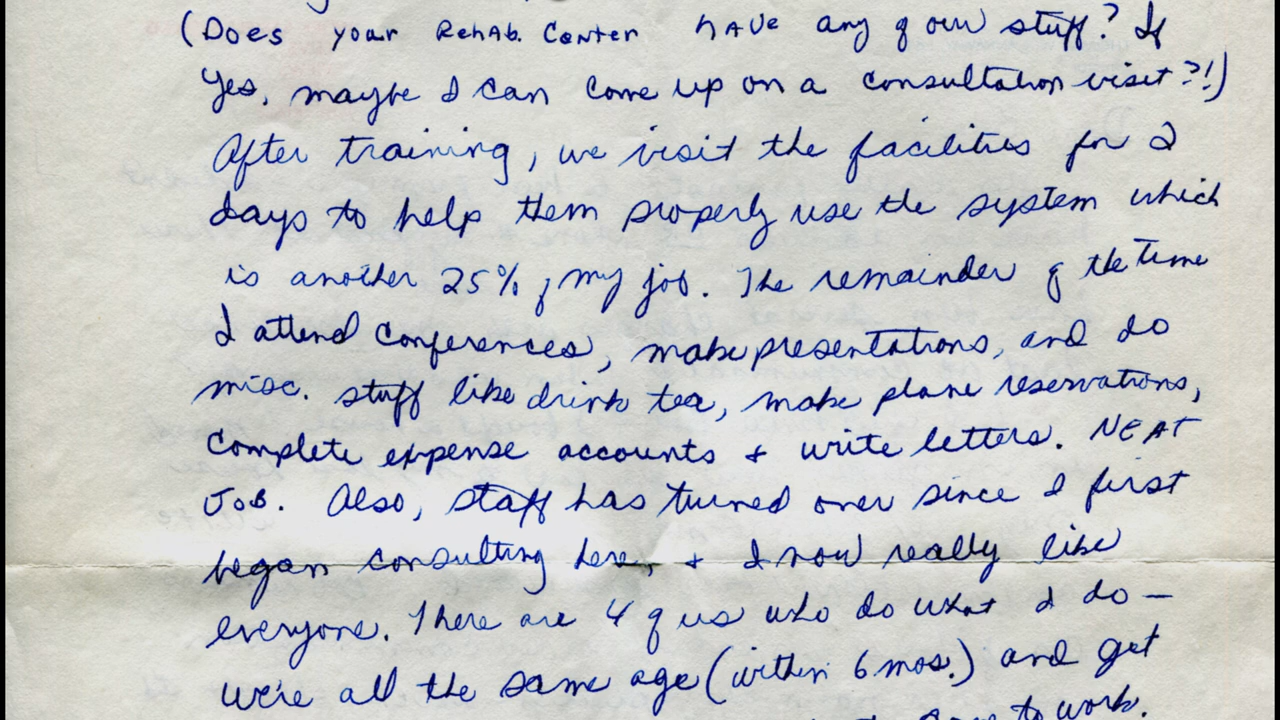 (Does your Rehab. Center have any of our stuff? If
Yes, maybe I can come up on a consultation visit?!)
After training, we visit the facilities for 2
days to help them properly use the system which
is another 25% of my job. The remainder of the time
I attend conferences, make presentations, and do
misc. stuff like drink tea, make plane reservations,
complete expense accounts + write letters. NEAT
JOB. Also, staff has turned over since I first
began consulting here, + I now really like
everyone. There are 4 of us who do what I do —
we're all the same age (within 6 mos.) and get
to work.